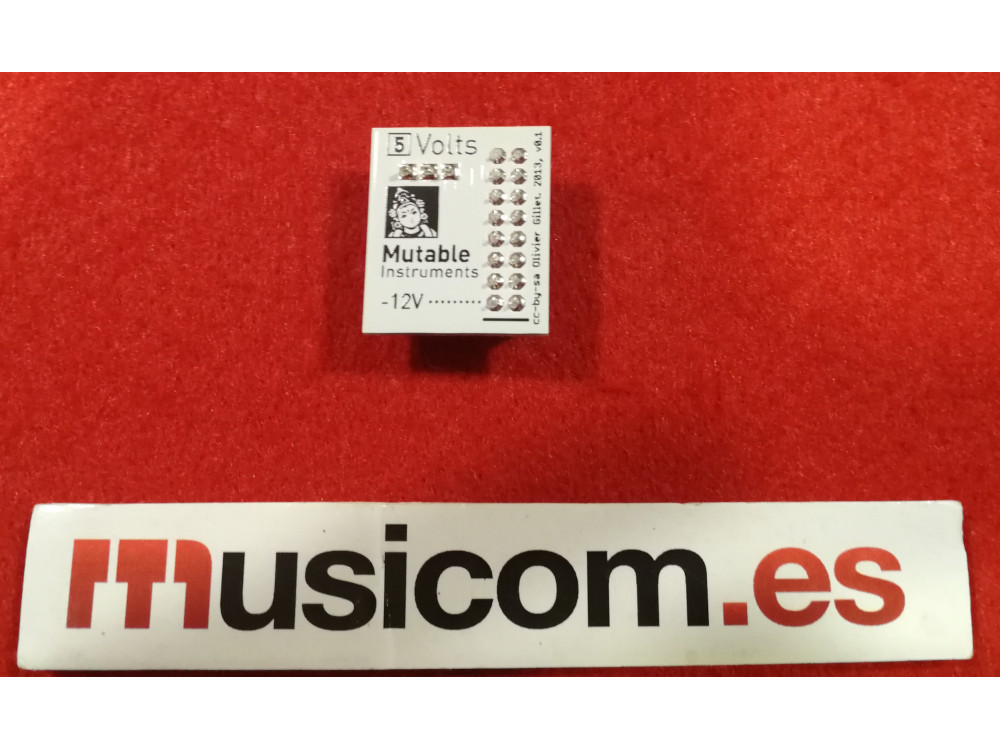 5 Volts
Mutable
Instruments
-12V.........
cc-by-sa Olivier Gillet 2013, v0.1
musicom.es